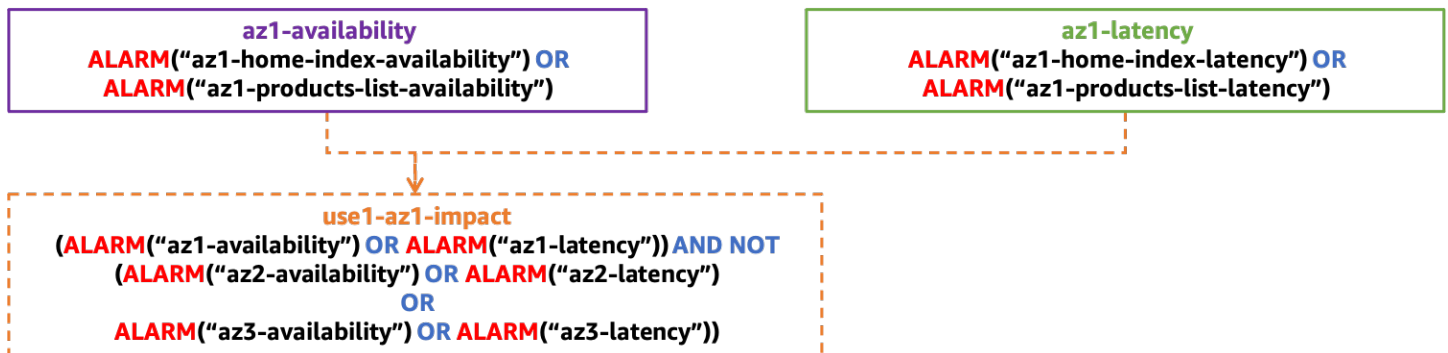 az1-availability
ALARM(“az1-home-index-availability”) OR
ALARM(“az1-products-list-availability”)
az1-latency
ALARM(“az1-home-index-latency”) OR
ALARM(“az1-products-list-latency”)
use1-az1-impact
(ALARM(“az1-availability”) OR ALARM(“az1-latency”)) AND NOT
(ALARM(“az2-availability”) OR ALARM(“az2-latency”)
OR
ALARM(“az3-availability”) OR ALARM(“az3-latency”))